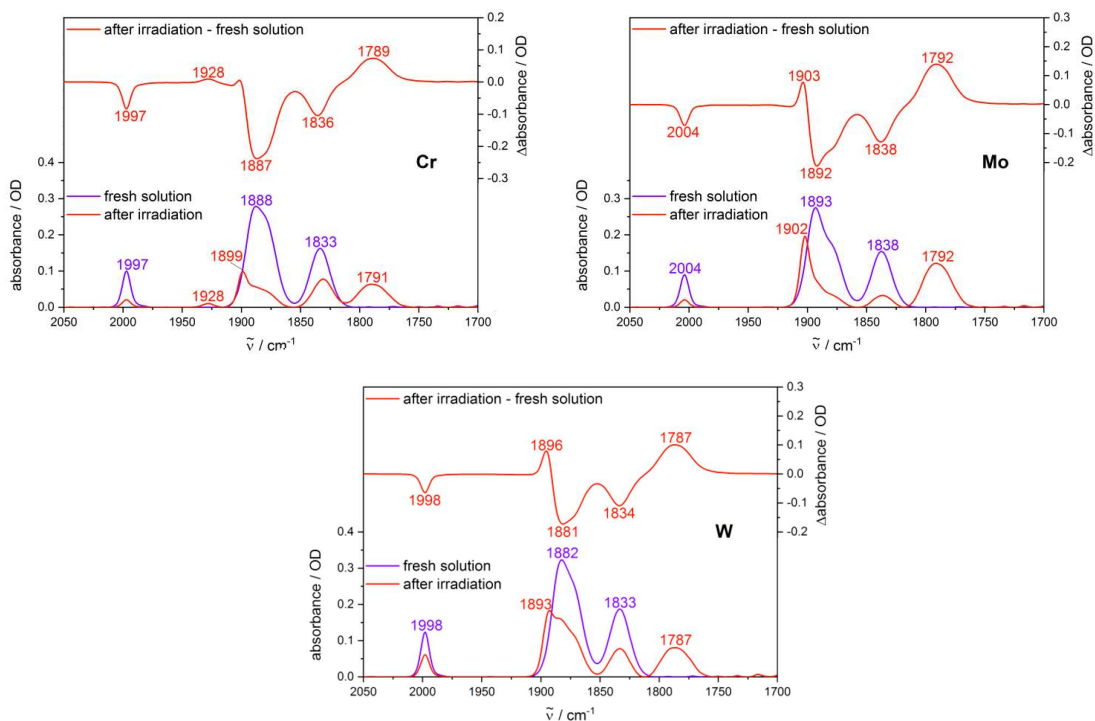 after irradiation - fresh solution
0.2
0.1
0.0
-0.1
-0.2
-0.3
Δabsorbance / OD
1928
1789
1997
1836
1887
Cr
fresh solution
after irradiation
1888
1833
1997
1899
1928
1791
0.4
0.3
0.2
0.1
0.0
absorbance / OD
2050 2000 1950 1900 1850 1800 1750 1700
ṽ / cm-1
after irradiation - fresh solution
0.3
0.2
0.1
0.0
-0.1
-0.2
Δabsorbance / OD
1903
1792
2004
1838
1892
Mo
fresh solution
after irradiation
1893
1902
1838
2004
1792
0.4
0.3
0.2
0.1
0.0
absorbance / OD
2050 2000 1950 1900 1850 1800 1750 1700
ṽ / cm-1
after irradiation - fresh solution
0.3
0.2
0.1
0.0
-0.1
-0.2
Δabsorbance / OD
1896
1787
1998
1834
1881
W
fresh solution
after irradiation
1882
1893
1833
1998
1787
0.4
0.3
0.2
0.1
0.0
absorbance / OD
2050 2000 1950 1900 1850 1800 1750 1700
ṽ / cm-1